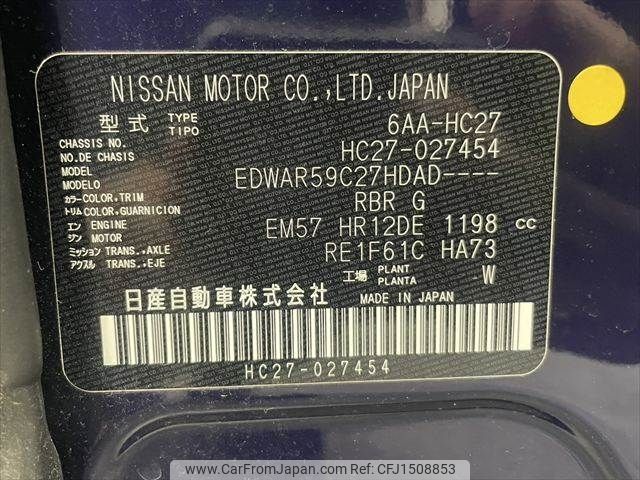 NISSAN MOTOR CO.,LTD.JAPAN
型式 TYPE TIPO 6AA-HC27
CHASSIS NO. NO.DE CHASIS HC27-027454
MODEL MODELO EDWAR59C27HDAD----
カラー COLOR,TRIM トリム COLOR,GUARNICION RBR G
エンジン ENGINE MOTOR EM57 HR12DE 1198 cc
ミッション TRANS.,AXLE アクスル TRANS.,EJE RE1F61C HA73
工場 PLANT PLANTA W
日産自動車株式会社 MADE IN JAPAN
HC27-027454
car from japan
www.carfromjapan.com - ID: CFJ1508853